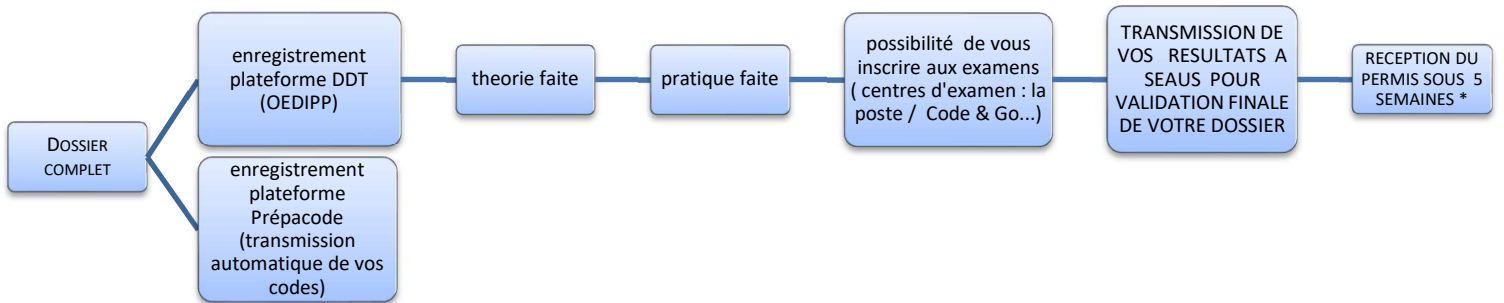 DOSSIER
COMPLET
enregistrement
plateforme DDT
(OEDIPP)
enregistrement
plateforme
Prépacode
(transmission
automatique de vos
codes)
theorie faite
pratique faite
possibilité  de vous
inscrire aux examens
( centres d'examen : la
poste /  Code & Go...)
TRANSMISSION DE
VOS  RESULTATS  A
SEAUS  POUR
VALIDATION FINALE
DE VOTRE DOSSIER
RECEPTION DU
PERMIS SOUS  5
SEMAINES *